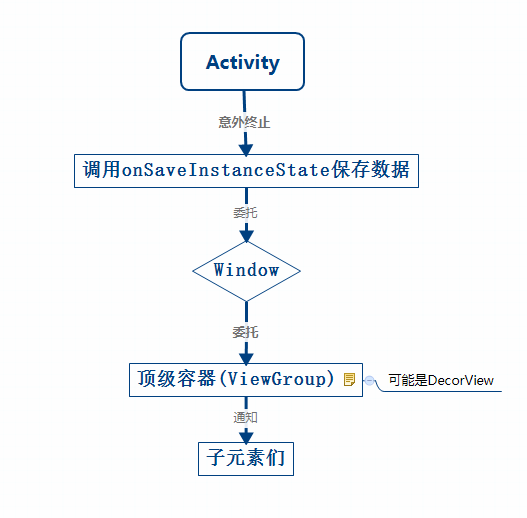 Activity
意外终止
调用onSaveInstanceState保存数据
委托
Window
委托
顶级容器(ViewGroup)
可能是DecorView
通知
子元素们